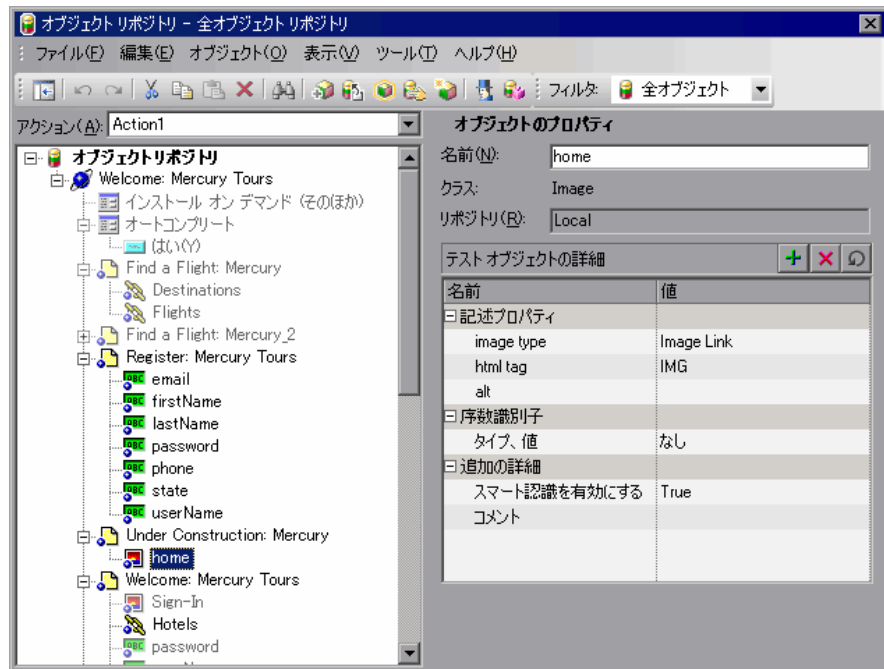 オブジェクト リポジトリ - 全オブジェクト リポジトリ
ファイル(F) 編集(E) オブジェクト(O) 表示(V) ツール(T) ヘルプ(H)
フィルタ: 全オブジェクト
アクション(A): Action1
オブジェクトリポジトリ
Welcome: Mercury Tours
インストール オン デマンド (そのほか)
オートコンプリート
はい(Y)
Find a Flight: Mercury
Destinations
Flights
Find a Flight: Mercury_2
Register: Mercury Tours
email
firstName
lastName
password
phone
state
userName
Under Construction: Mercury
home
Welcome: Mercury Tours
Sign-In
Hotels
password
オブジェクトのプロパティ
名前(N): home
クラス: Image
リポジトリ(R): Local
テスト オブジェクトの詳細
名前 値
記述プロパティ
image type Image Link
html tag IMG
alt
序数識別子
タイプ、値 なし
追加の詳細
スマート認識を有効にする True
コメント